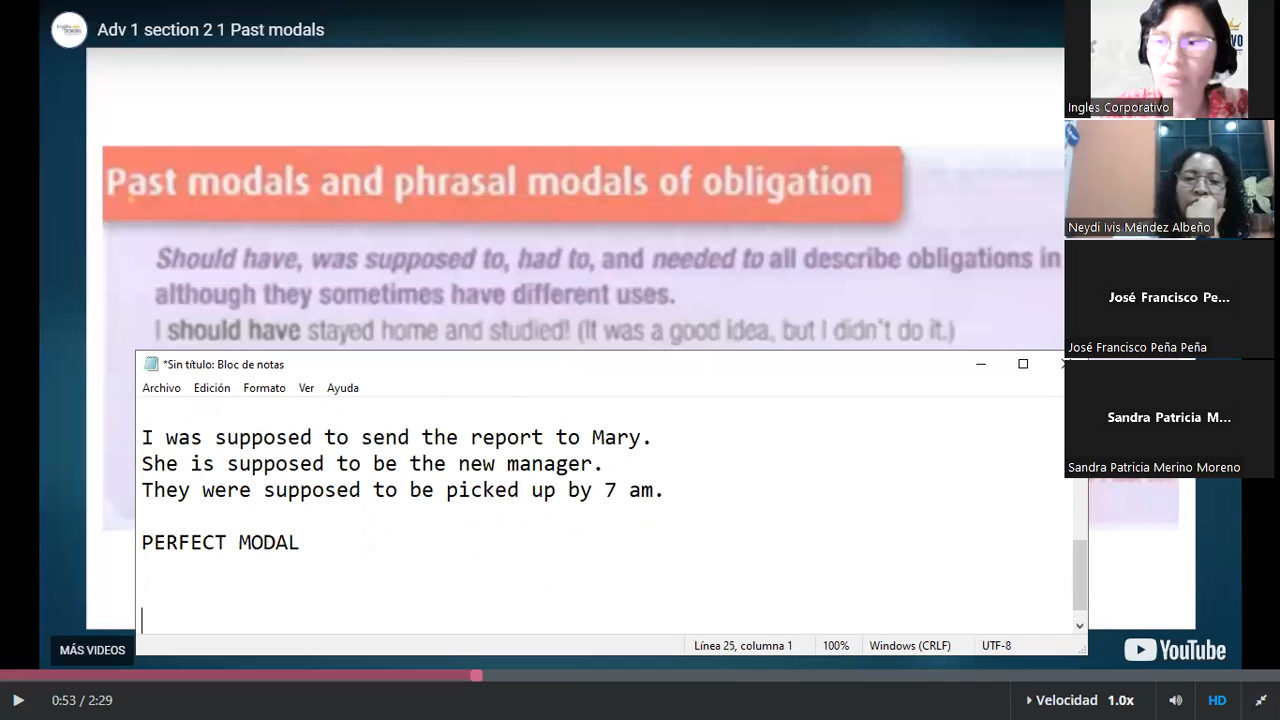 Adv 1 section 2 1 Past modals
Past modals and phrasal modals of obligation
Should have, was supposed to, had to, and needed to all describe obligations in
although they sometimes have different uses.
I should have stayed home and studied! (It was a good idea, but I didn't do it.)
*Sin título: Bloc de notas
Archivo Edición Formato Ver Ayuda
I was supposed to send the report to Mary.
She is supposed to be the new manager.
They were supposed to be picked up by 7 am.
PERFECT MODAL
Línea 25, columna 1 100% Windows (CRLF) UTF-8
MÁS VIDEOS
YouTube
0:53 / 2:29
Velocidad 1.0x
HD
Ingles Corporativo
Neydi Ivis Méndez Albeño
José Francisco Pe...
José Francisco Peña Peña
Sandra Patricia M...
Sandra Patricia Merino Moreno